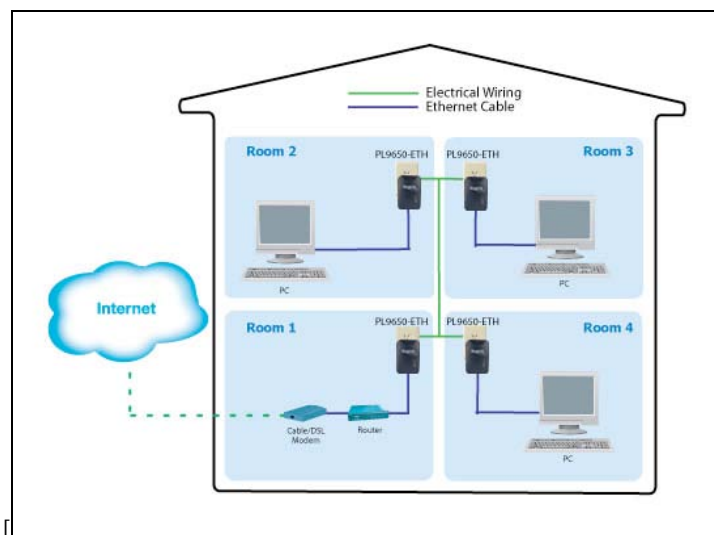 Electrical Wiring
Ethernet Cable
Room 2
PL9650-ETH
PC
PL9650-ETH
Room 3
PC
Internet
Room 1
PL9650-ETH
Cable/DSL
Modem
Router
PL9650-ETH
Room 4
PC
[